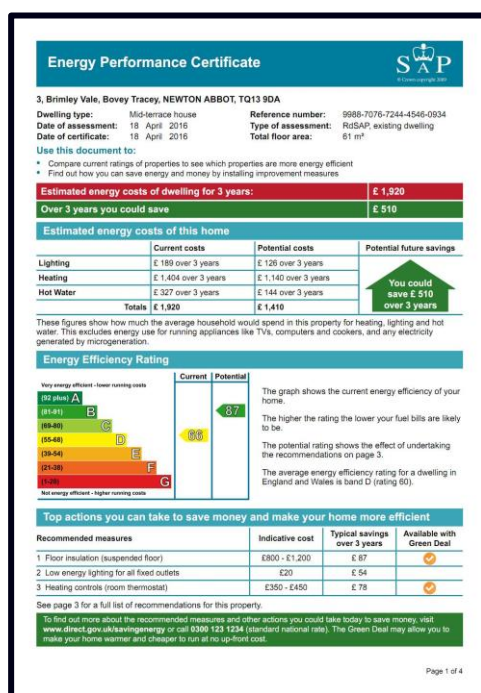 Energy Performance Certificate
SAP
© Crown copyright 2009
3, Brimley Vale, Bovey Tracey, NEWTON ABBOT, TQ13 9DA
Dwelling type: Mid-terrace house Reference number: 9988-7076-7244-4546-0934
Date of assessment: 18 April 2016 Type of assessment: RdSAP, existing dwelling
Date of certificate: 18 April 2016 Total floor area: 61 m²
Use this document to:
• Compare current ratings of properties to see which properties are more energy efficient
• Find out how you can save energy and money by installing improvement measures
Estimated energy costs of dwelling for 3 years: £ 1,920
Over 3 years you could save £ 510
Estimated energy costs of this home
Current costs Potential costs Potential future savings
Lighting £ 189 over 3 years £ 126 over 3 years
Heating £ 1,404 over 3 years £ 1,140 over 3 years
Hot Water £ 327 over 3 years £ 144 over 3 years
Totals £ 1,920 £ 1,410
You could
save £ 510
over 3 years
These figures show how much the average household would spend in this property for heating, lighting and hot
water. This excludes energy use for running appliances like TVs, computers and cookers, and any electricity
generated by microgeneration.
Energy Efficiency Rating
Current Potential
Very energy efficient - lower running costs
(92 plus) A
(81-91) B
(69-80) C
(55-68) D
(39-54) E
(21-38) F
(1-20) G
Not energy efficient - higher running costs
66
87
The graph shows the current energy efficiency of your
home.
The higher the rating the lower your fuel bills are likely
to be.
The potential rating shows the effect of undertaking
the recommendations on page 3.
The average energy efficiency rating for a dwelling in
England and Wales is band D (rating 60).
Top actions you can take to save money and make your home more efficient
Recommended measures Indicative cost Typical savings over 3 years Available with Green Deal
1 Floor insulation (suspended floor) £800 - £1,200 £ 87
2 Low energy lighting for all fixed outlets £20 £ 54
3 Heating controls (room thermostat) £350 - £450 £ 78
See page 3 for a full list of recommendations for this property.
To find out more about the recommended measures and other actions you could take today to save money, visit
www.direct.gov.uk/savingenergy or call 0300 123 1234 (standard national rate). The Green Deal may allow you to
make your home warmer and cheaper to run at no up-front cost.
Page 1 of 4